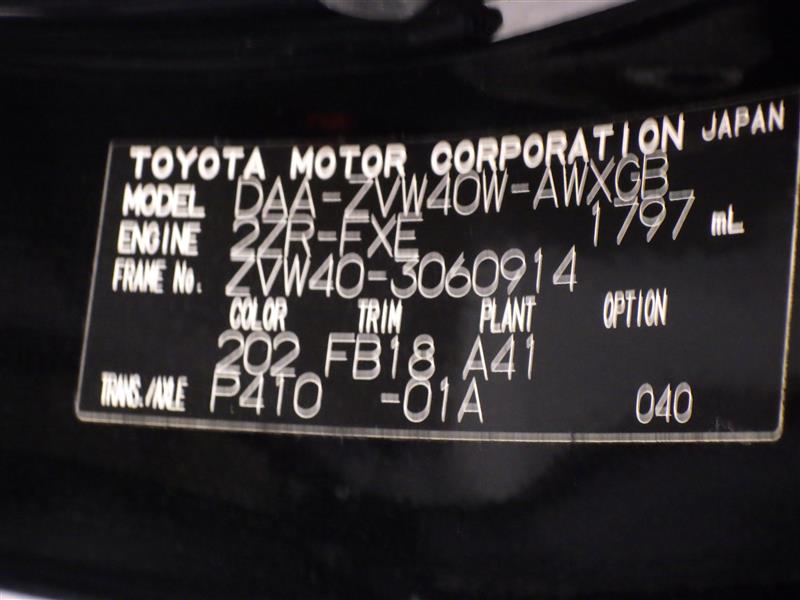 TOYOTA MOTOR CORPORATION JAPAN
MODEL DAA-ZVW40W-AWXGB
ENGINE 2ZR-FXE 1797 mL
FRAME No. ZVW40-3060914
COLOR TRIM PLANT OPTION
202 FB18 A41
TRANS./AXLE P410 -01A 040